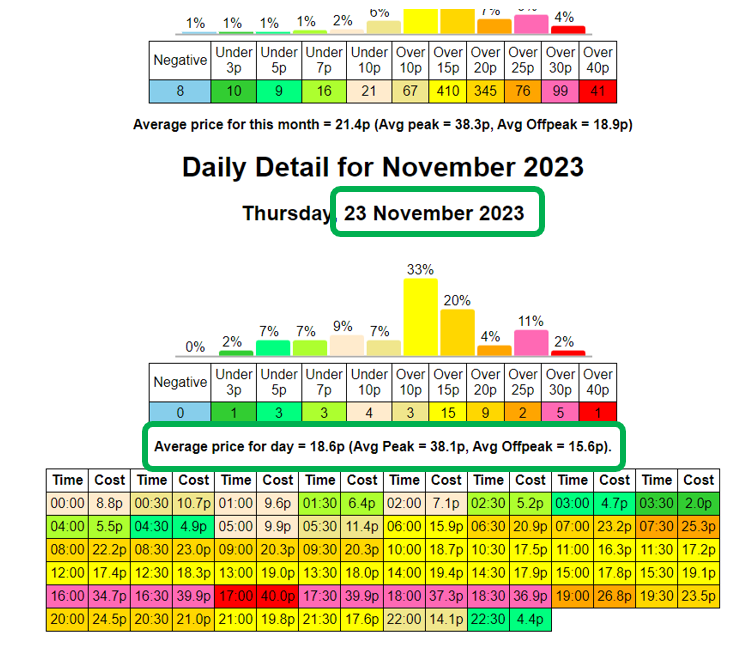 1% 1% 1% 1% 2% 6% 7% 4%
Negative Under 3p Under 5p Under 7p Under 10p Over 10p Over 15p Over 20p Over 25p Over 30p Over 40p
8 10 9 16 21 67 410 345 76 99 41
Average price for this month = 21.4p (Avg peak = 38.3p, Avg Offpeak = 18.9p)
Daily Detail for November 2023
Thursday, 23 November 2023
0% 2% 7% 7% 9% 7% 33% 20% 4% 11% 2%
Negative Under 3p Under 5p Under 7p Under 10p Over 10p Over 15p Over 20p Over 25p Over 30p Over 40p
0 1 3 3 4 3 15 9 2 5 1
Average price for day = 18.6p (Avg Peak = 38.1p, Avg Offpeak = 15.6p).
Time Cost Time Cost Time Cost Time Cost Time Cost Time Cost Time Cost Time Cost
00:00 8.8p 00:30 10.7p 01:00 9.6p 01:30 6.4p 02:00 7.1p 02:30 5.2p 03:00 4.7p 03:30 2.0p
04:00 5.5p 04:30 4.9p 05:00 9.9p 05:30 11.4p 06:00 15.9p 06:30 20.9p 07:00 23.2p 07:30 25.3p
08:00 22.2p 08:30 23.0p 09:00 20.3p 09:30 20.3p 10:00 18.7p 10:30 17.5p 11:00 16.3p 11:30 17.2p
12:00 17.4p 12:30 18.3p 13:00 19.0p 13:30 18.0p 14:00 19.4p 14:30 17.9p 15:00 17.8p 15:30 19.1p
16:00 34.7p 16:30 39.9p 17:00 40.0p 17:30 39.9p 18:00 37.3p 18:30 36.9p 19:00 26.8p 19:30 23.5p
20:00 24.5p 20:30 21.0p 21:00 19.8p 21:30 17.6p 22:00 14.1p 22:30 4.4p